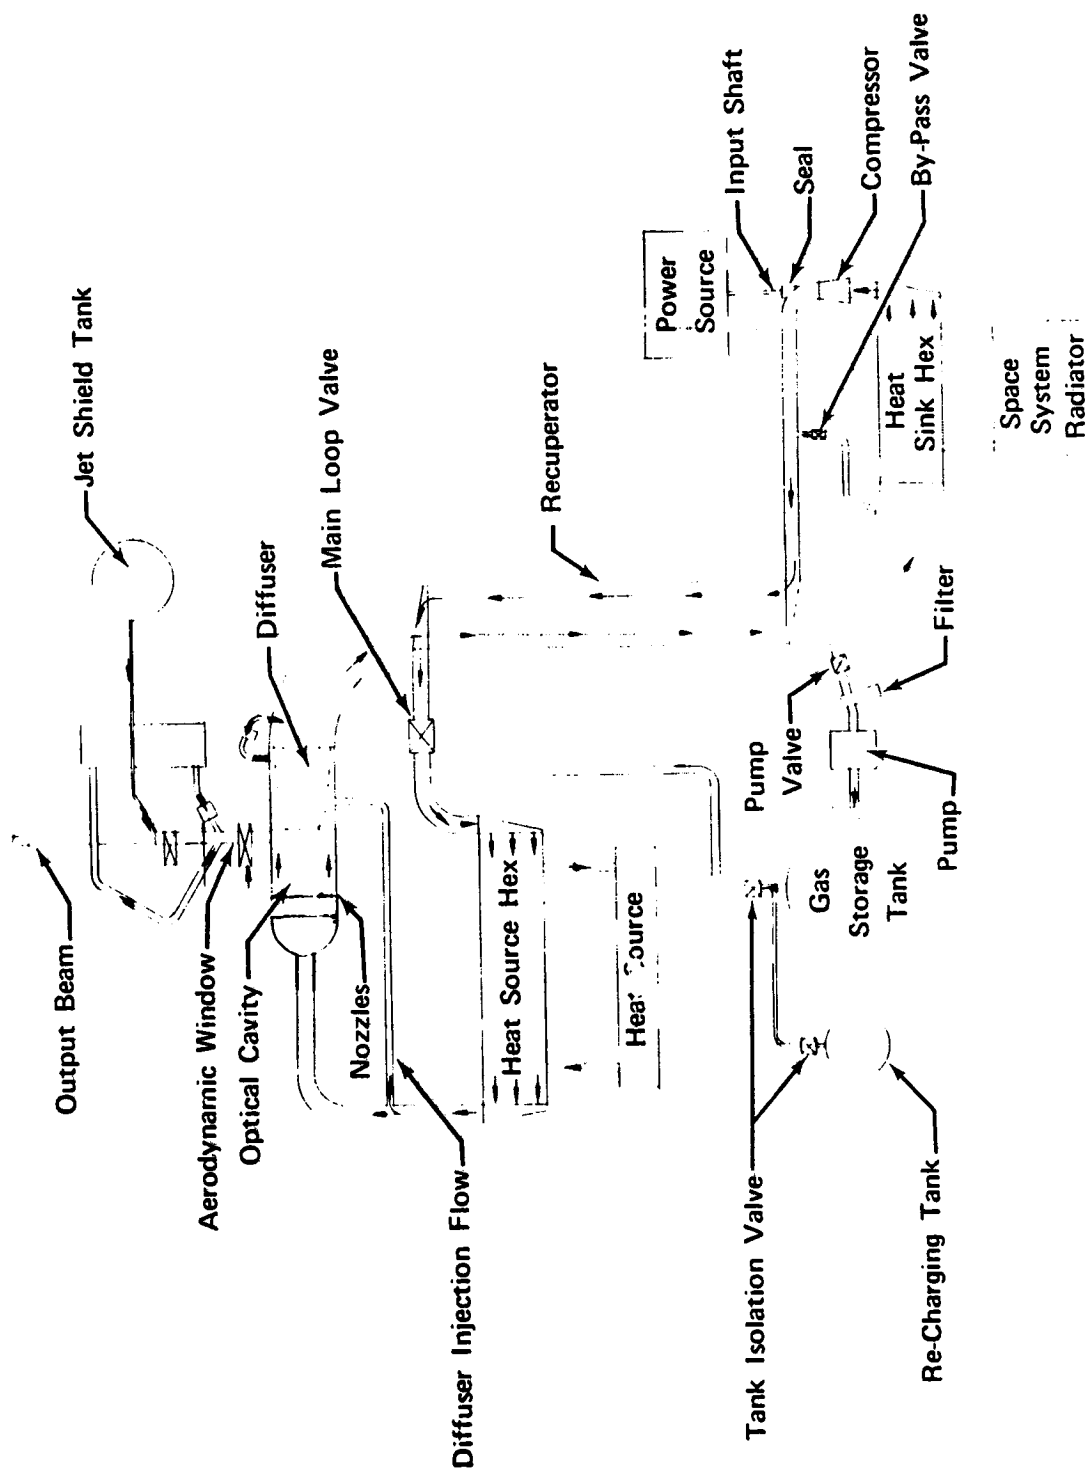 Output Beam
Jet Shield Tank
Aerodynamic Window
Optical Cavity
Diffuser
Nozzles
Main Loop Valve
Diffuser Injection Flow
Heat Source Hex
Recuperator
Heat Source
Power
Source
Input Shaft
Seal
Compressor
By-Pass Valve
Heat
Sink Hex
Space
System
Radiator
Tank Isolation Valve
Pump
Valve
Gas
Storage
Tank
Filter
Pump
Re-Charging Tank